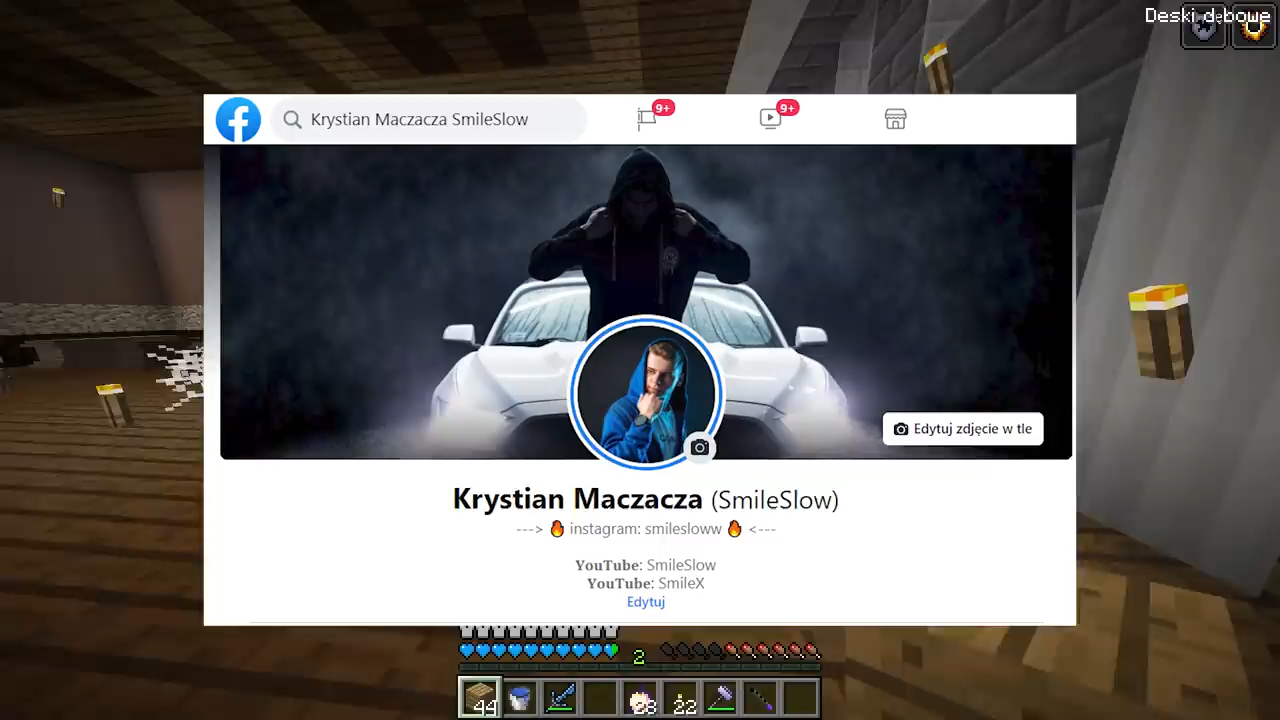 Deski dębowe
Krystian Maczacza SmileSlow
9+
9+
Edytuj zdjęcie w tle
Krystian Maczacza (SmileSlow)
---> 🔥 instagram: smilesloww 🔥 <---
YouTube: SmileSlow
YouTube: SmileX
Edytuj
2
44
22